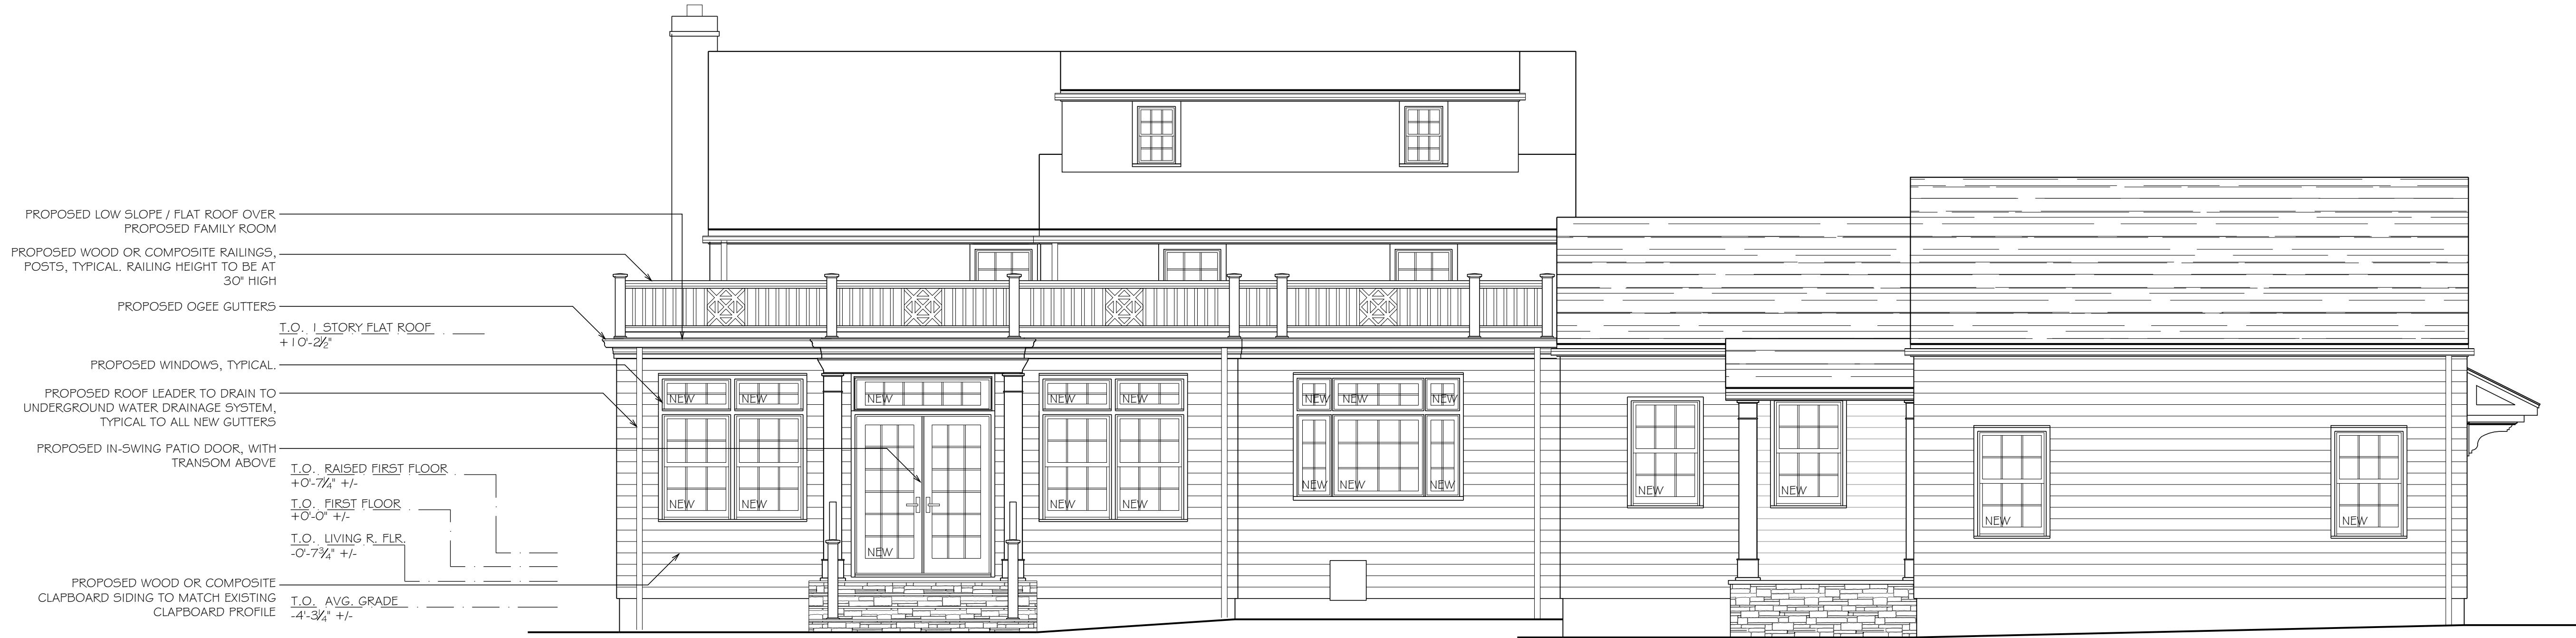 PROPOSED LOW SLOPE / FLAT ROOF OVER
PROPOSED FAMILY ROOM
PROPOSED WOOD OR COMPOSITE RAILINGS,
POSTS, TYPICAL. RAILING HEIGHT TO BE AT
30" HIGH
PROPOSED OGEE GUTTERS
T.O. 1 STORY FLAT ROOF
+10'-2½"
PROPOSED WINDOWS, TYPICAL.
PROPOSED ROOF LEADER TO DRAIN TO
UNDERGROUND WATER DRAINAGE SYSTEM,
TYPICAL TO ALL NEW GUTTERS
PROPOSED IN-SWING PATIO DOOR, WITH
TRANSOM ABOVE
T.O. RAISED FIRST FLOOR
+0'-7¼" +/-
T.O. FIRST FLOOR
+0'-0" +/-
T.O. LIVING R. FLR.
-0'-7¾" +/-
PROPOSED WOOD OR COMPOSITE
CLAPBOARD SIDING TO MATCH EXISTING
CLAPBOARD PROFILE
T.O. AVG. GRADE
-4'-3¼" +/-
NEW NEW NEW NEW NEW NEW NEW NEW
NEW NEW NEW NEW NEW NEW
NEW NEW NEW NEW NEW
NEW NEW
NEW